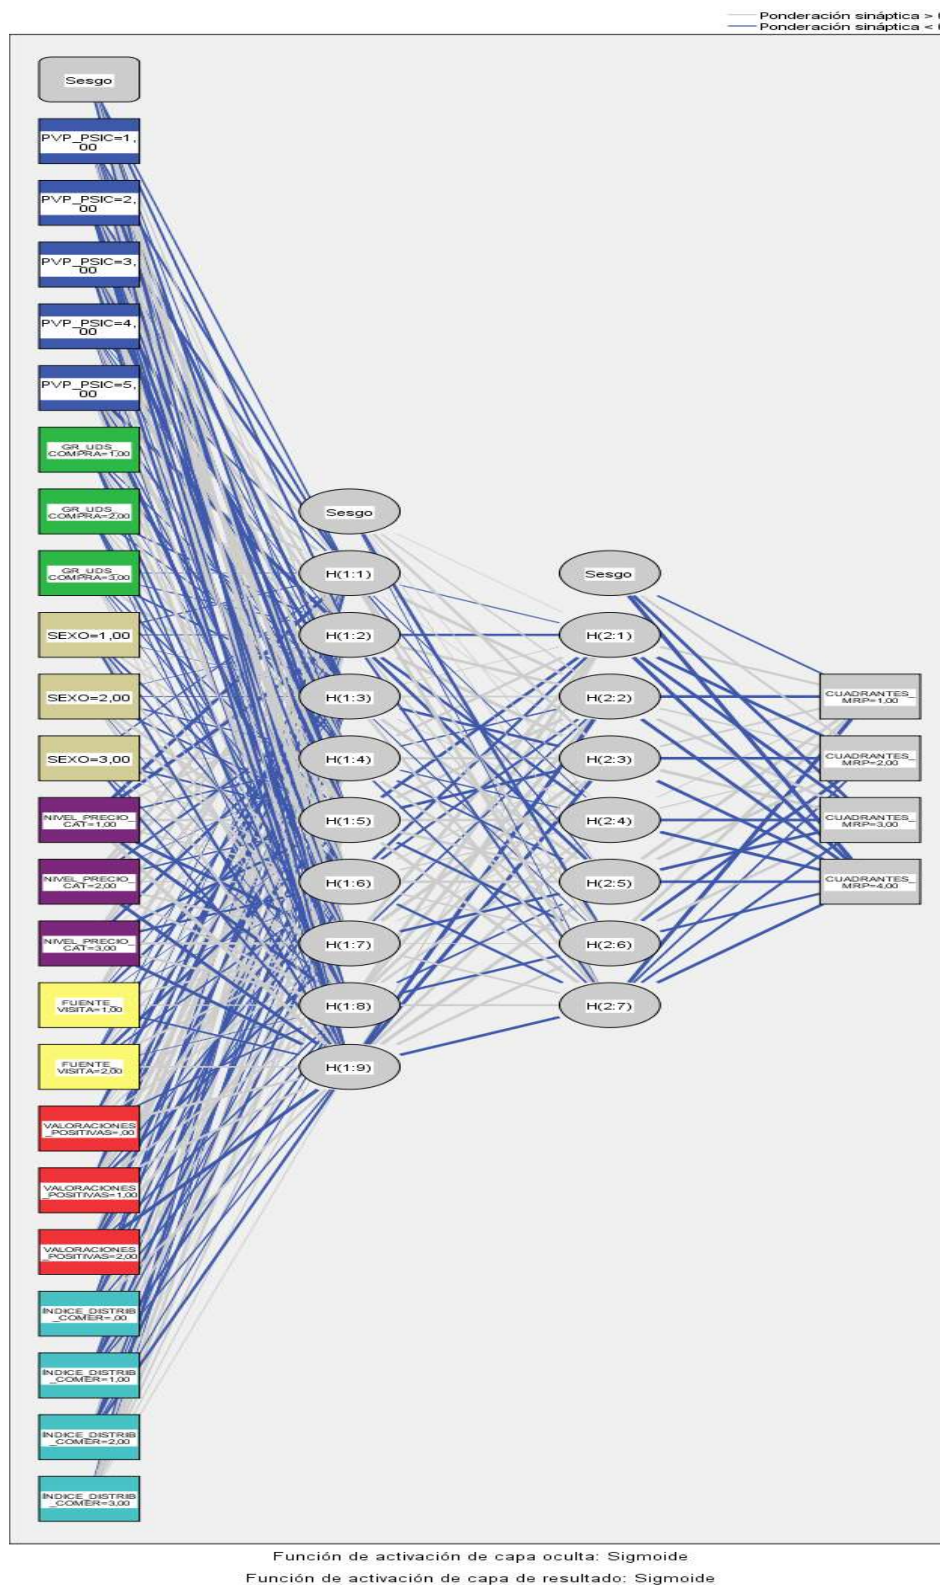 Ponderación sináptica >
Ponderación sináptica <
Sesgo
PVP_PSIC=1,
00
PVP_PSIC=2,
00
PVP_PSIC=3,
00
PVP_PSIC=4,
00
PVP_PSIC=5,
00
GR_UDS_
COMPRA=1,00
GR_UDS_
COMPRA=2,00
GR_UDS_
COMPRA=3,00
SEXO=1,00
SEXO=2,00
SEXO=3,00
NIVEL_PRECIO_
CAT=1,00
NIVEL_PRECIO_
CAT=2,00
NIVEL_PRECIO_
CAT=3,00
FUENTE_
VISITA=1,00
FUENTE_
VISITA=2,00
VALORACIONES
_POSITIVAS=,00
VALORACIONES
_POSITIVAS=1,00
VALORACIONES
_POSITIVAS=2,00
ÍNDICE_DISTRIB
_COMER=,00
ÍNDICE_DISTRIB
_COMER=1,00
ÍNDICE_DISTRIB
_COMER=2,00
ÍNDICE_DISTRIB
_COMER=3,00
Sesgo
H(1:1)
H(1:2)
H(1:3)
H(1:4)
H(1:5)
H(1:6)
H(1:7)
H(1:8)
H(1:9)
Sesgo
H(2:1)
H(2:2)
H(2:3)
H(2:4)
H(2:5)
H(2:6)
H(2:7)
CUADRANTES_
MRP=1,00
CUADRANTES_
MRP=2,00
CUADRANTES_
MRP=3,00
CUADRANTES_
MRP=4,00
Función de activación de capa oculta: Sigmoide
Función de activación de capa de resultado: Sigmoide